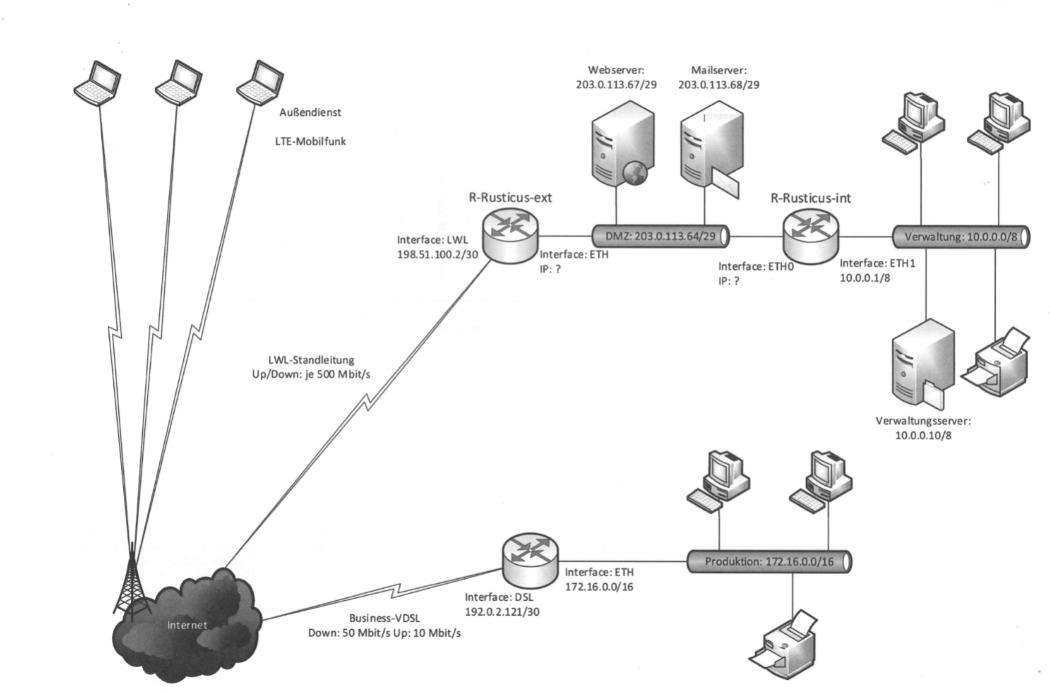 Webserver:
203.0.113.67/29
Mailserver:
203.0.113.68/29
Außendienst
LTE-Mobilfunk
R-Rusticus-ext
R-Rusticus-int
Interface: LWL
198.51.100.2/30
DMZ: 203.0.113.64/29
Verwaltung: 10.0.0.0/8
Interface: ETH
IP: ?
Interface: ETH0
IP: ?
Interface: ETH1
10.0.0.1/8
LWL-Standleitung
Up/Down: je 500 Mbit/s
Verwaltungsserver:
10.0.0.10/8
Produktion: 172.16.0.0/16
Interface: ETH
172.16.0.0/16
Interface: DSL
192.0.2.121/30
Business-VDSL
Down: 50 Mbit/s Up: 10 Mbit/s
Internet